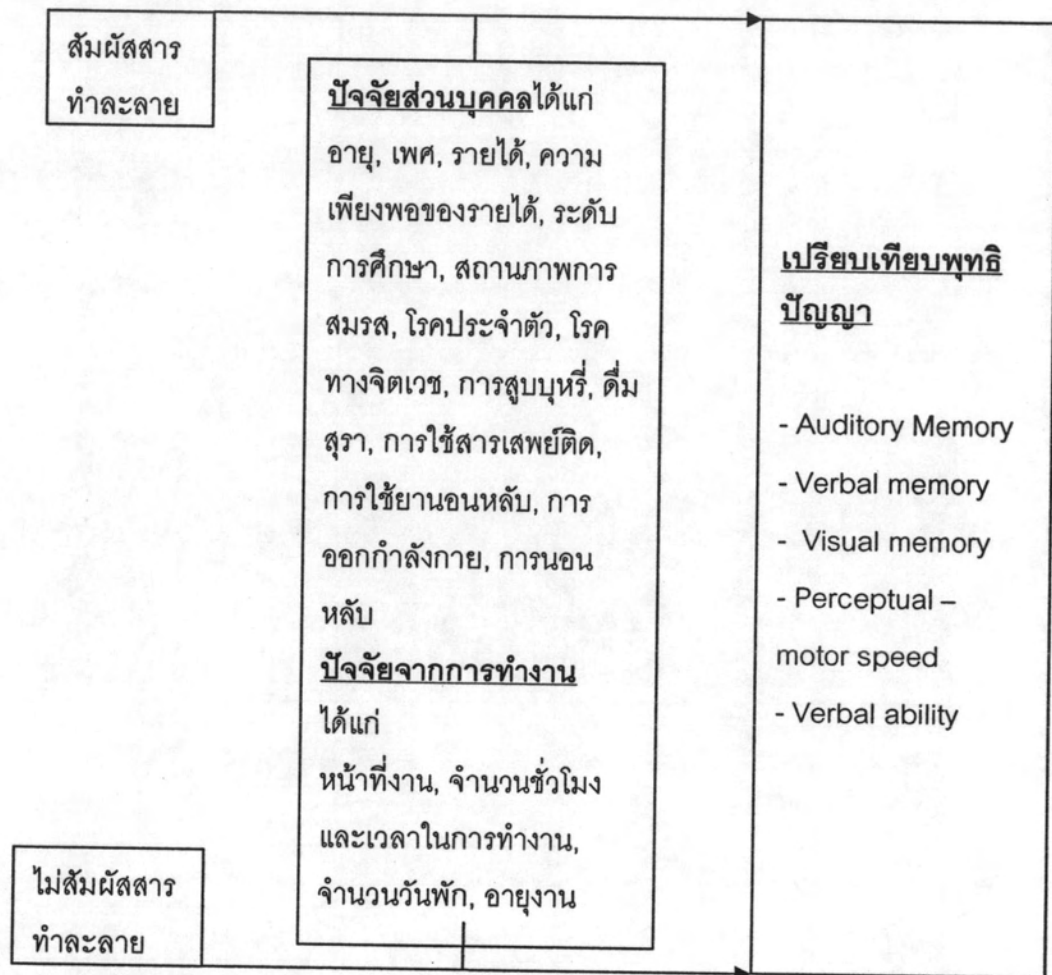 สัมผัสสาร
ทำละลาย
ปัจจัยส่วนบุคคลได้แก่
อายุ, เพศ, รายได้, ความ
เพียงพอของรายได้, ระดับ
การศึกษา, สถานภาพการ
สมรส, โรคประจำตัว, โรค
ทางจิตเวช, การสูบบุหรี่, ดื่ม
สุรา, การใช้สารเสพย์ติด,
การใช้ยานอนหลับ, การ
ออกกำลังกาย, การนอน
หลับ
ปัจจัยจากการทำงาน
ได้แก่
หน้าที่งาน, จำนวนชั่วโมง
และเวลาในการทำงาน,
จำนวนวันพัก, อายุงาน
ไม่สัมผัสสาร
ทำละลาย
เปรียบเทียบพุทธิ
ปัญญา
- Auditory Memory
- Verbal memory
- Visual memory
- Perceptual –
motor speed
- Verbal ability